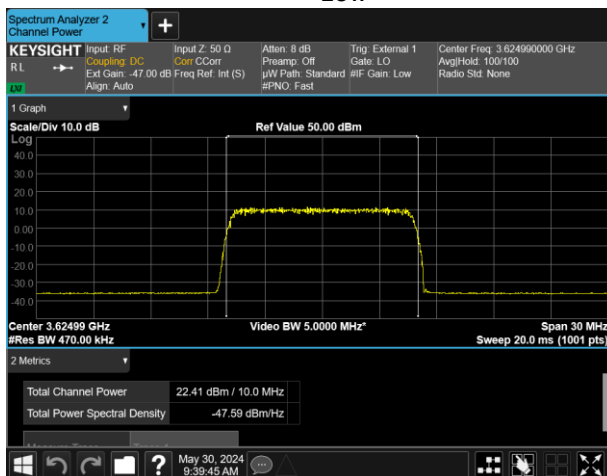 Spectrum Analyzer 2
Channel Power
KEYSIGHT
RL
LXI
Input: RF
Coupling: DC
Ext Gain: -47.00 dB
Align: Auto
Input Z: 50 Ω
Corr CCorr
Freq Ref: Int (S)
Atten: 8 dB
Preamp: Off
µW Path: Standard
#PNO: Fast
Trig: External 1
Gate: LO
#IF Gain: Low
Center Freq: 3.624990000 GHz
Avg|Hold: 100/100
Radio Std: None
1 Graph
Scale/Div 10.0 dB
Ref Value 50.00 dBm
Log
40.0
30.0
20.0
10.0
0.00
-10.0
-20.0
-30.0
-40.0
Center 3.62499 GHz
Video BW 5.0000 MHz*
Span 30 MHz
#Res BW 470.00 kHz
Sweep 20.0 ms (1001 pts)
2 Metrics
Total Channel Power 22.41 dBm / 10.0 MHz
Total Power Spectral Density -47.59 dBm/Hz
?
May 30, 2024
9:39:45 AM